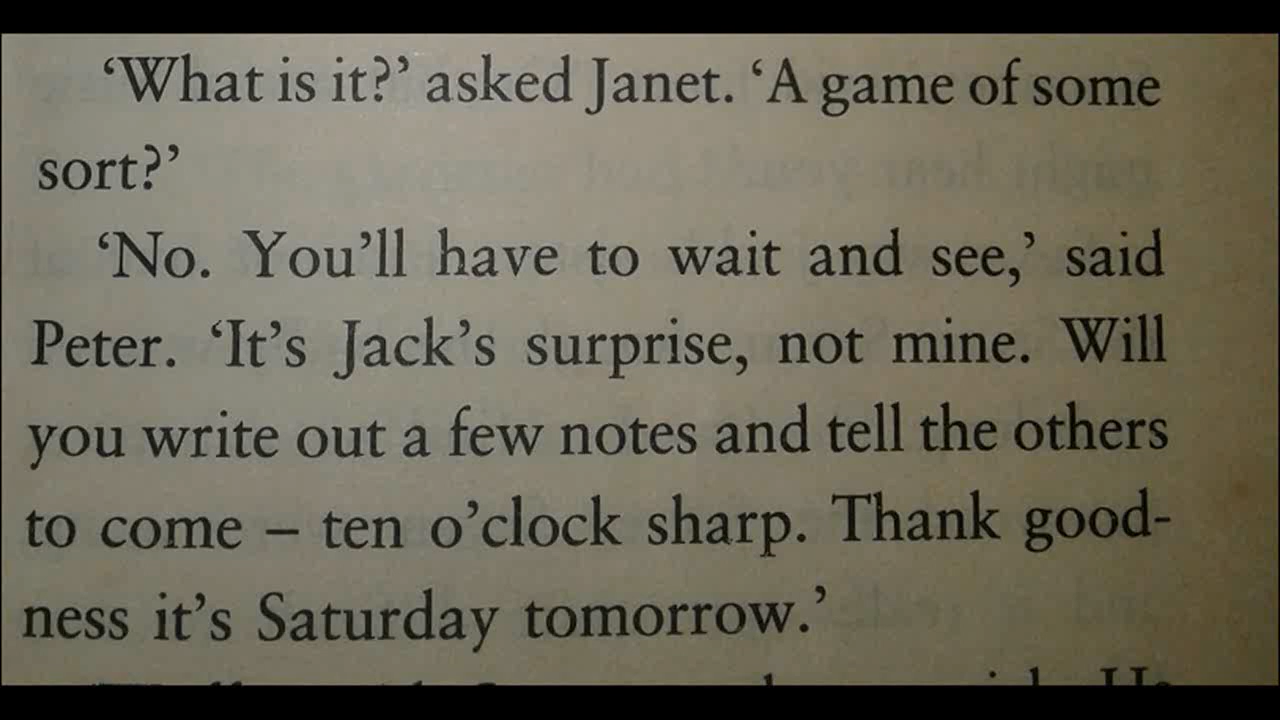 ‘What is it?’ asked Janet. ‘A game of some
sort?’
‘No. You’ll have to wait and see,’ said
Peter. ‘It’s Jack’s surprise, not mine. Will
you write out a few notes and tell the others
to come – ten o’clock sharp. Thank good-
ness it’s Saturday tomorrow.’